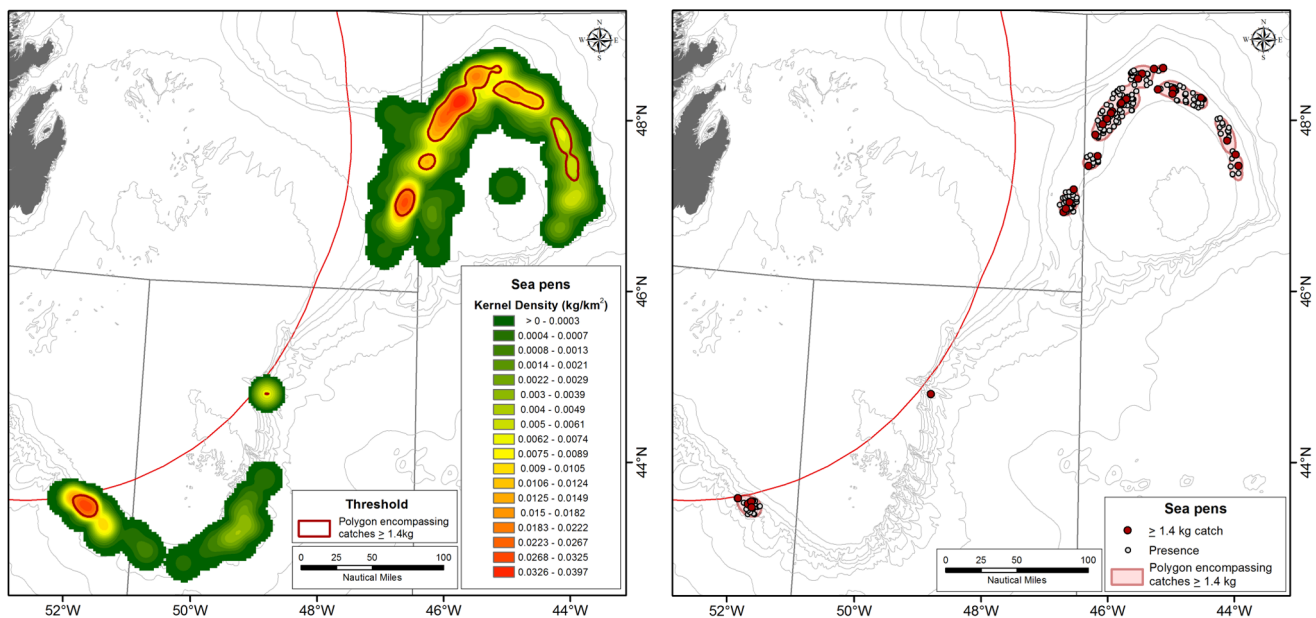 N
W E
S
48°N
46°N
44°N
Sea pens
Kernel Density (kg/km²)
> 0 - 0.0003
0.0004 - 0.0007
0.0008 - 0.0013
0.0014 - 0.0021
0.0022 - 0.0029
0.003 - 0.0039
0.004 - 0.0049
0.005 - 0.0061
0.0062 - 0.0074
0.0075 - 0.0089
0.009 - 0.0105
0.0106 - 0.0124
0.0125 - 0.0149
0.015 - 0.0182
0.0183 - 0.0222
0.0223 - 0.0267
0.0268 - 0.0325
0.0326 - 0.0397
Threshold
Polygon encompassing
catches ≥ 1.4kg
0 25 50 100
Nautical Miles
52°W 50°W 48°W 46°W 44°W
N
W E
S
48°N
46°N
44°N
Sea pens
≥ 1.4 kg catch
Presence
Polygon encompassing
catches ≥ 1.4 kg
0 25 50 100
Nautical Miles
52°W 50°W 48°W 46°W 44°W